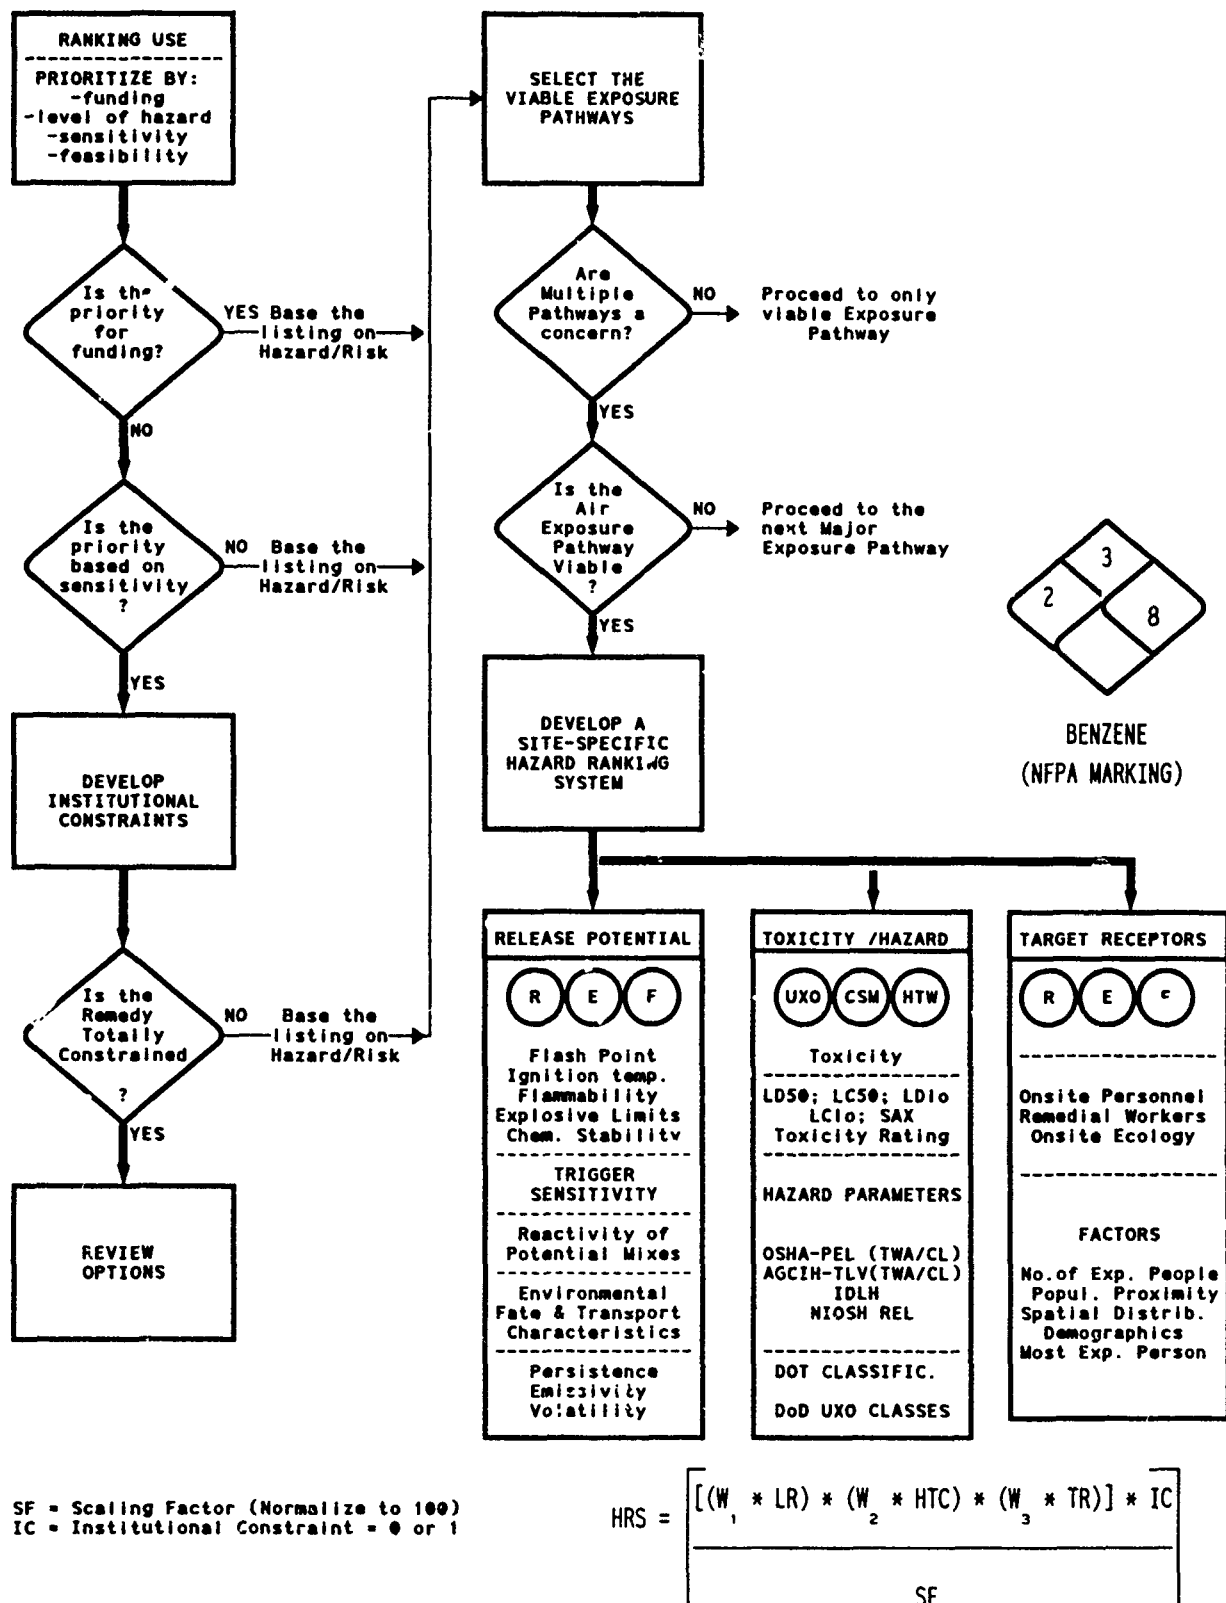 RANKING USE
PRIORITIZE BY:
-funding
-level of hazard
-sensitivity
-feasibility
Is the
priority
for
funding?
YES Base the
listing on
Hazard/Risk
NO
Is the
priority
based on
sensitivity
?
NO Base the
listing on
Hazard/Risk
YES
DEVELOP
INSTITUTIONAL
CONSTRAINTS
Is the
Remedy
Totally
Constrained
?
NO Base the
listing on
Hazard/Risk
YES
REVIEW
OPTIONS
SELECT THE
VIABLE EXPOSURE
PATHWAYS
Are
Multiple
Pathways a
concern?
NO
Proceed to only
viable Exposure
Pathway
YES
Is the
Air
Exposure
Pathway
Viable
?
NO
Proceed to the
next Major
Exposure Pathway
YES
DEVELOP A
SITE-SPECIFIC
HAZARD RANKING
SYSTEM
3
2
8
BENZENE
(NFPA MARKING)
RELEASE POTENTIAL
R E F
Flash Point
Ignition temp.
Flammability
Explosive Limits
Chem. Stability
TRIGGER
SENSITIVITY
Reactivity of
Potential Mixes
Environmental
Fate & Transport
Characteristics
Persistence
Emissivity
Volatility
TOXICITY /HAZARD
UXO CSM HTW
Toxicity
LD50; LC50; LDlo
LClo; SAX
Toxicity Rating
HAZARD PARAMETERS
OSHA-PEL (TWA/CL)
AGCIH-TLV(TWA/CL)
IDLH
NIOSH REL
DOT CLASSIFIC.
DoD UXO CLASSES
TARGET RECEPTORS
R E
Onsite Personnel
Remedial Workers
Onsite Ecology
FACTORS
No.of Exp. People
Popul. Proximity
Spatial Distrib.
Demographics
Most Exp. Person
SF = Scaling Factor (Normalize to 100)
IC = Institutional Constraint = 0 or 1
HRS = [(W₁ * LR) * (W₂ * HTC) * (W₃ * TR)] * IC
SF